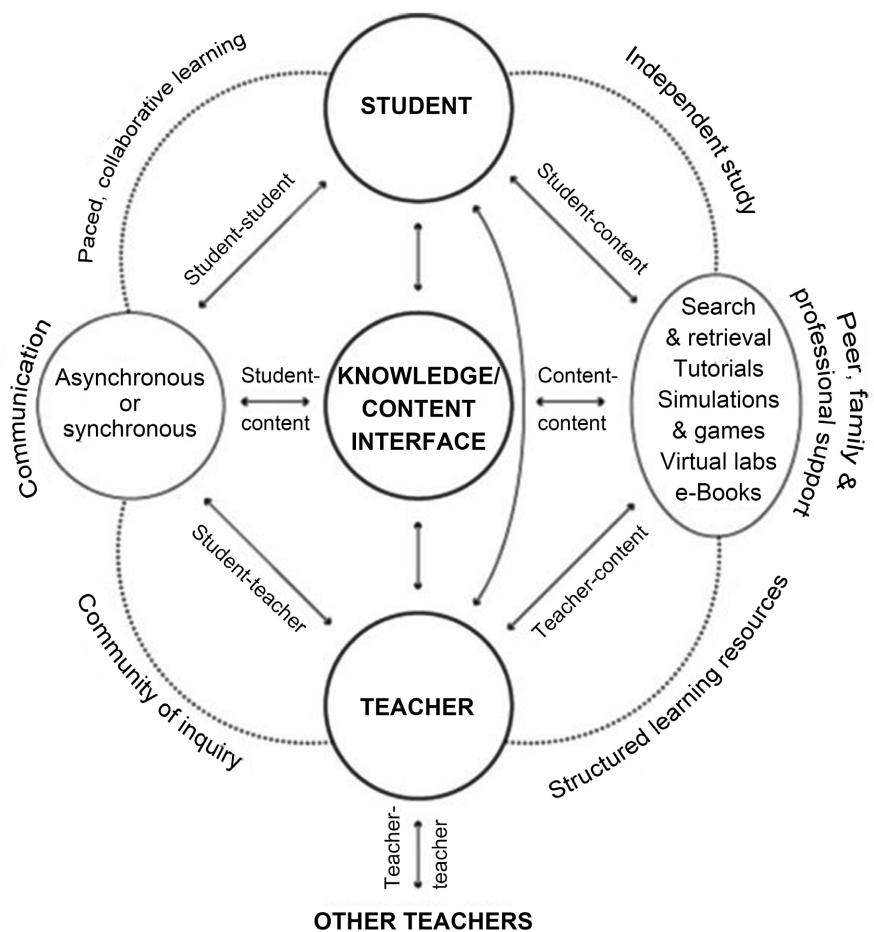 STUDENT
Paced, collaborative learning
Independent study
Student-student
Student-content
Communication
Asynchronous
or
synchronous
Student-
content
KNOWLEDGE/
CONTENT
INTERFACE
Content-
content
Search
& retrieval
Tutorials
Simulations
& games
Virtual labs
e-Books
Peer, family &
professional support
Student-teacher
Teacher-content
Community of inquiry
Structured learning resources
TEACHER
Teacher-
teacher
OTHER TEACHERS